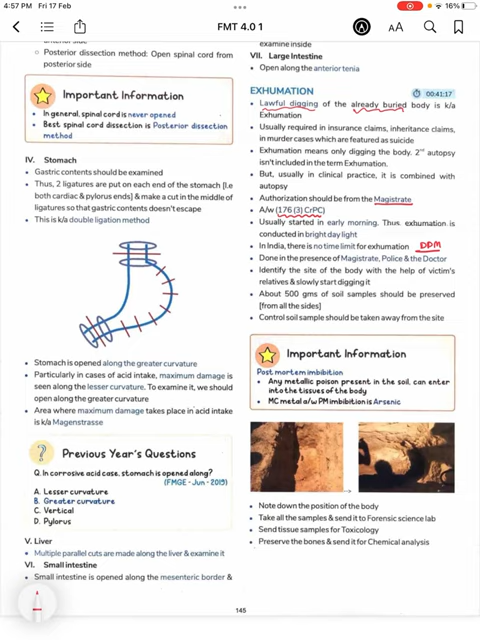 4:57 PM Fri 17 Feb
16%
FMT 4.0 1
AA
Posterior dissection method: Open spinal cord from
posterior side
Important Information
In general, spinal cord is never opened
Best spinal cord dissection is Posterior dissection
method
IV. Stomach
Gastric contents should be examined
Thus, 2 ligatures are put on each end of the stomach [I.e
both cardiac & pylorus ends] & make a cut in the middle of
ligatures so that gastric contents doesn't escape
This is k/a double ligation method
Stomach is opened along the greater curvature
Particularly in cases of acid intake, maximum damage is
seen along the lesser curvature. To examine it, we should
open along the greater curvature
Area where maximum damage takes place in acid intake
is k/a Magenstrasse
Previous Year's Questions
Q. In corrosive acid case, stomach is opened along?
(FMGE - Jun - 2019)
A. Lesser curvature
B. Greater curvature
C. Vertical
D. Pylorus
V. Liver
Multiple parallel cuts are made along the liver & examine it
VI. Small intestine
Small intestine is opened along the mesenteric border &
examine inside
VII. Large Intestine
Open along the anterior tenia
EXHUMATION
00:41:17
Lawful digging of the already buried body is k/a
Exhumation
Usually required in insurance claims, inheritance claims,
in murder cases which are featured as suicide
Exhumation means only digging the body. 2nd autopsy
isn't included in the term Exhumation.
But, usually in clinical practice, it is combined with
autopsy
Authorization should be from the Magistrate
A/w (176 (3) CrPC)
Usually started in early morning. Thus exhumation is
conducted in bright day light
In India, there is no time limit for exhumation DDM
Done in the presence of Magistrate, Police & the Doctor
Identify the site of the body with the help of victim's
relatives & slowly start digging it
About 500 gms of soil samples should be preserved
[from all the sides]
Control soil sample should be taken away from the site
Important Information
Post mortem imbibition
Any metallic poison present in the soil, can enter
into the tissues of the body
MC metal a/w PM imbibition is Arsenic
Note down the position of the body
Take all the samples & send it to Forensic science lab
Send tissue samples for Toxicology
Preserve the bones & send it for Chemical analysis
145